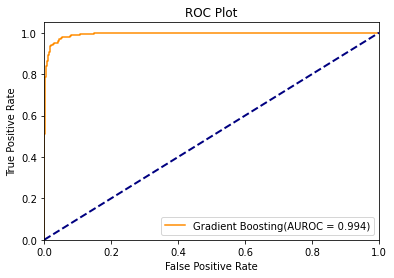 ROC Plot
True Positive Rate
1.0
0.8
0.6
0.4
0.2
0.0
Gradient Boosting(AUROC = 0.994)
0.0 0.2 0.4 0.6 0.8 1.0
False Positive Rate